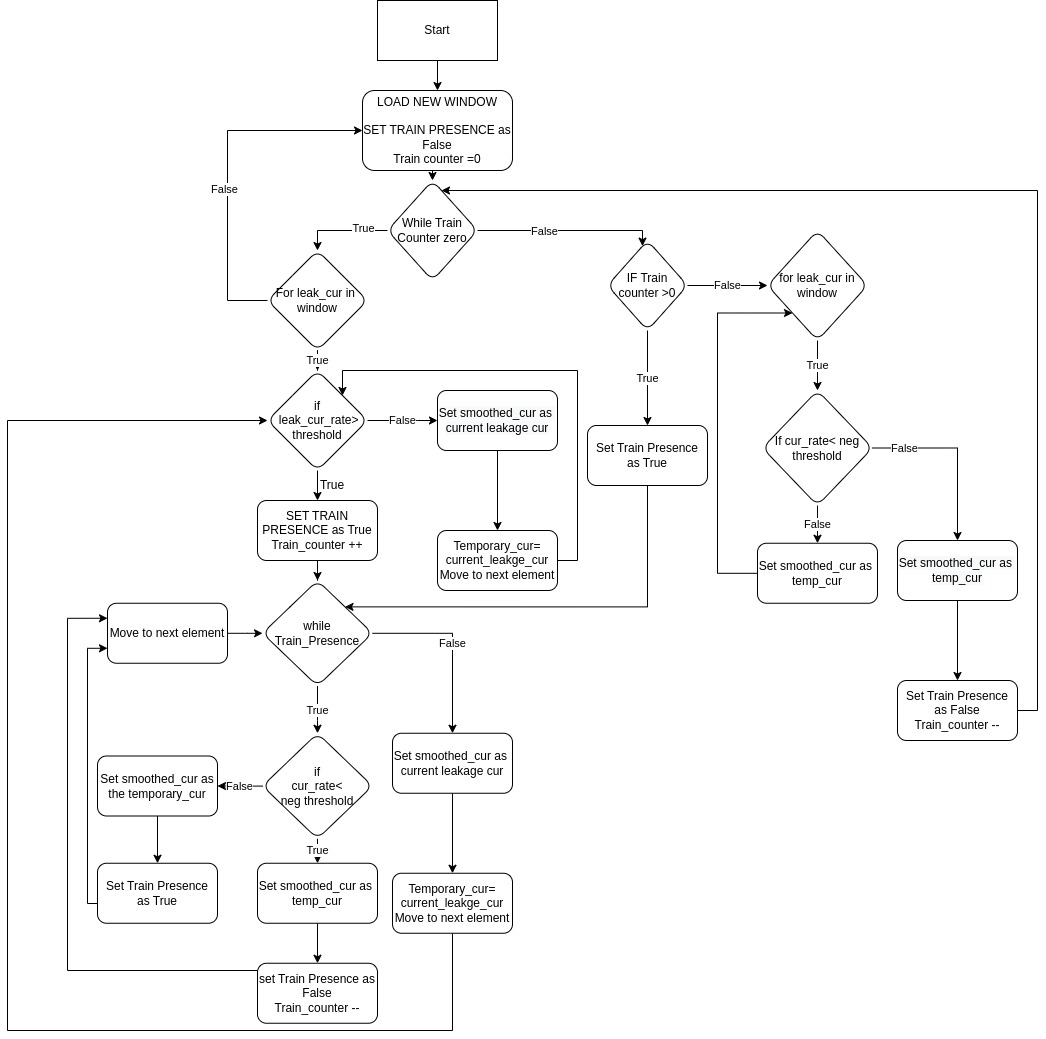 Start
LOAD NEW WINDOW
SET TRAIN PRESENCE as
False
Train counter =0
False
While Train
Counter zero
True
False
For leak_cur in
window
IF Train
counter >0
False
for leak_cur in
window
True
True
True
if
leak_cur_rate>
threshold
False
Set smoothed_cur as
current leakage cur
Set Train Presence
as True
If cur_rate< neg
threshold
False
True
SET TRAIN
PRESENCE as True
Train_counter ++
Temporary_cur=
current_leakge_cur
Move to next element
False
Set smoothed_cur as
temp_cur
Set smoothed_cur as
temp_cur
Move to next element
while
Train_Presence
False
True
Set Train Presence
as False
Train_counter --
Set smoothed_cur as
the temporary_cur
False
if
cur_rate<
neg threshold
Set smoothed_cur as
current leakage cur
True
Set Train Presence
as True
Set smoothed_cur as
temp_cur
Temporary_cur=
current_leakge_cur
Move to next element
set Train Presence as
False
Train_counter --